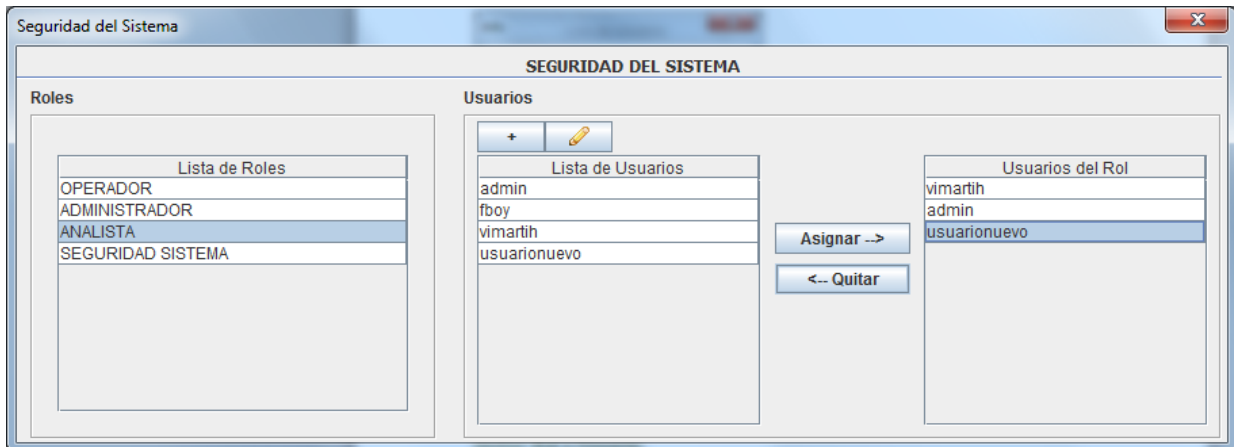 Seguridad del Sistema
SEGURIDAD DEL SISTEMA
Roles
Lista de Roles
OPERADOR
ADMINISTRADOR
ANALISTA
SEGURIDAD SISTEMA
Usuarios
+
Lista de Usuarios
admin
fboy
vimartih
usuarionuevo
Asignar -->
<-- Quitar
Usuarios del Rol
vimartih
admin
usuarionuevo